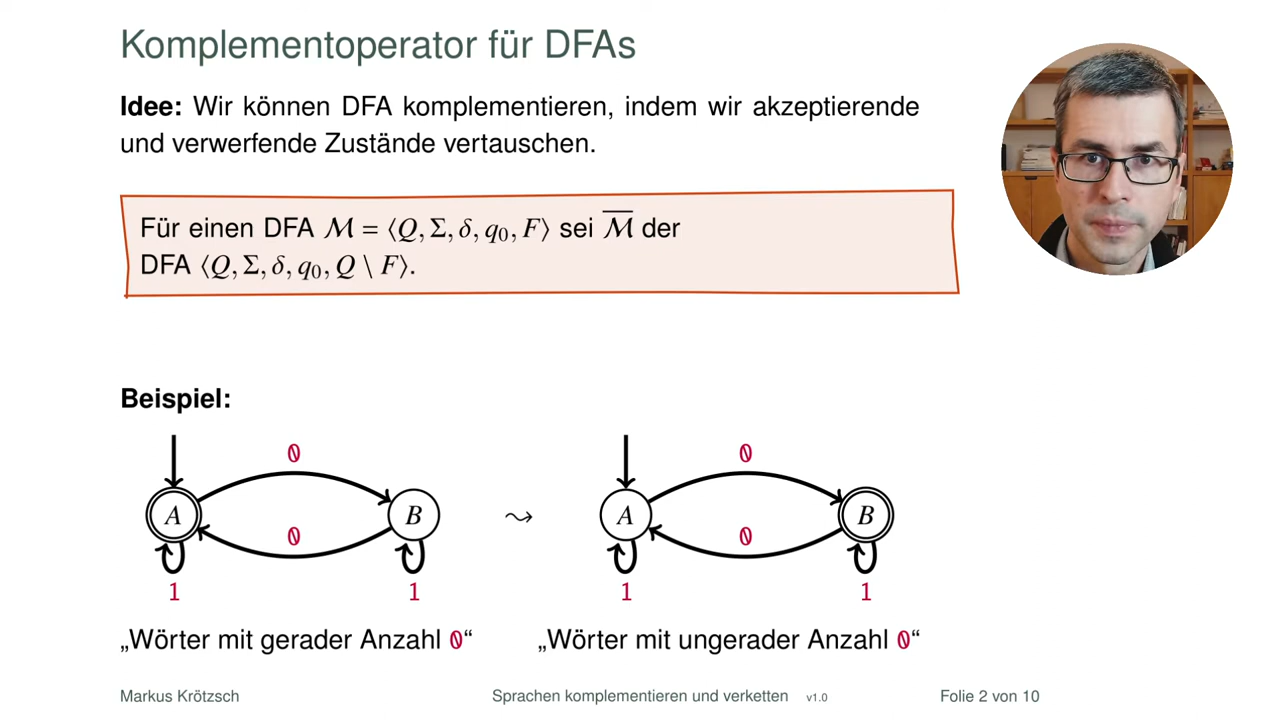 Komplementoperator für DFAs
Idee: Wir können DFA komplementieren, indem wir akzeptierende
und verwerfende Zustände vertauschen.
Für einen DFA ℳ = ⟨Q, Σ, δ, q₀, F⟩ sei ℳ̅ der
DFA ⟨Q, Σ, δ, q₀, Q \ F⟩.
Beispiel:
0 0
A B ⤳ A B
0 0
1 1 1 1
„Wörter mit gerader Anzahl 0“ „Wörter mit ungerader Anzahl 0“
Markus Krötzsch Sprachen komplementieren und verketten v1.0 Folie 2 von 10